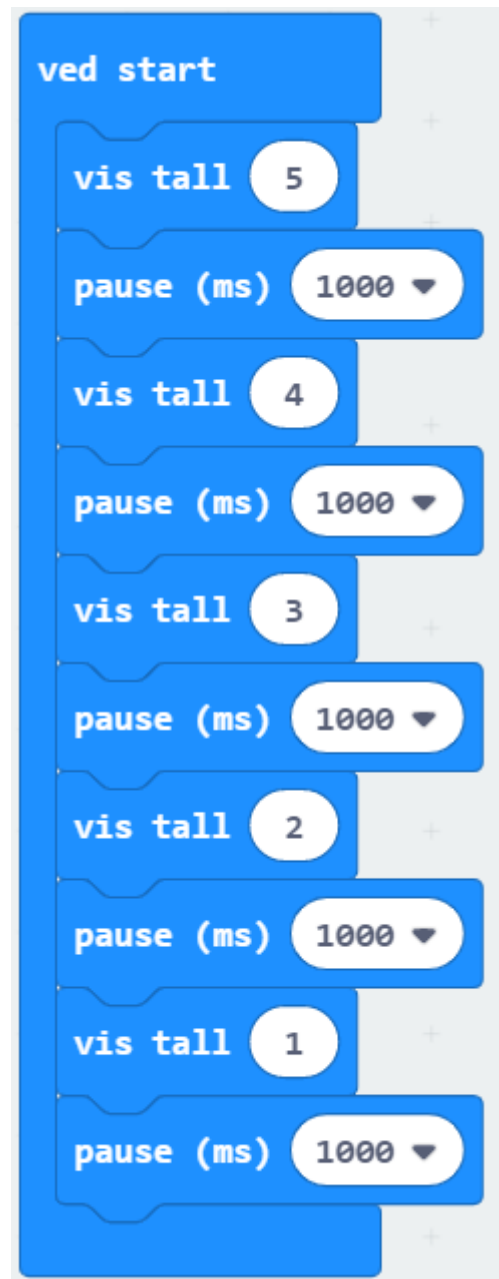 ved start
vis tall 5
pause (ms) 1000
vis tall 4
pause (ms) 1000
vis tall 3
pause (ms) 1000
vis tall 2
pause (ms) 1000
vis tall 1
pause (ms) 1000